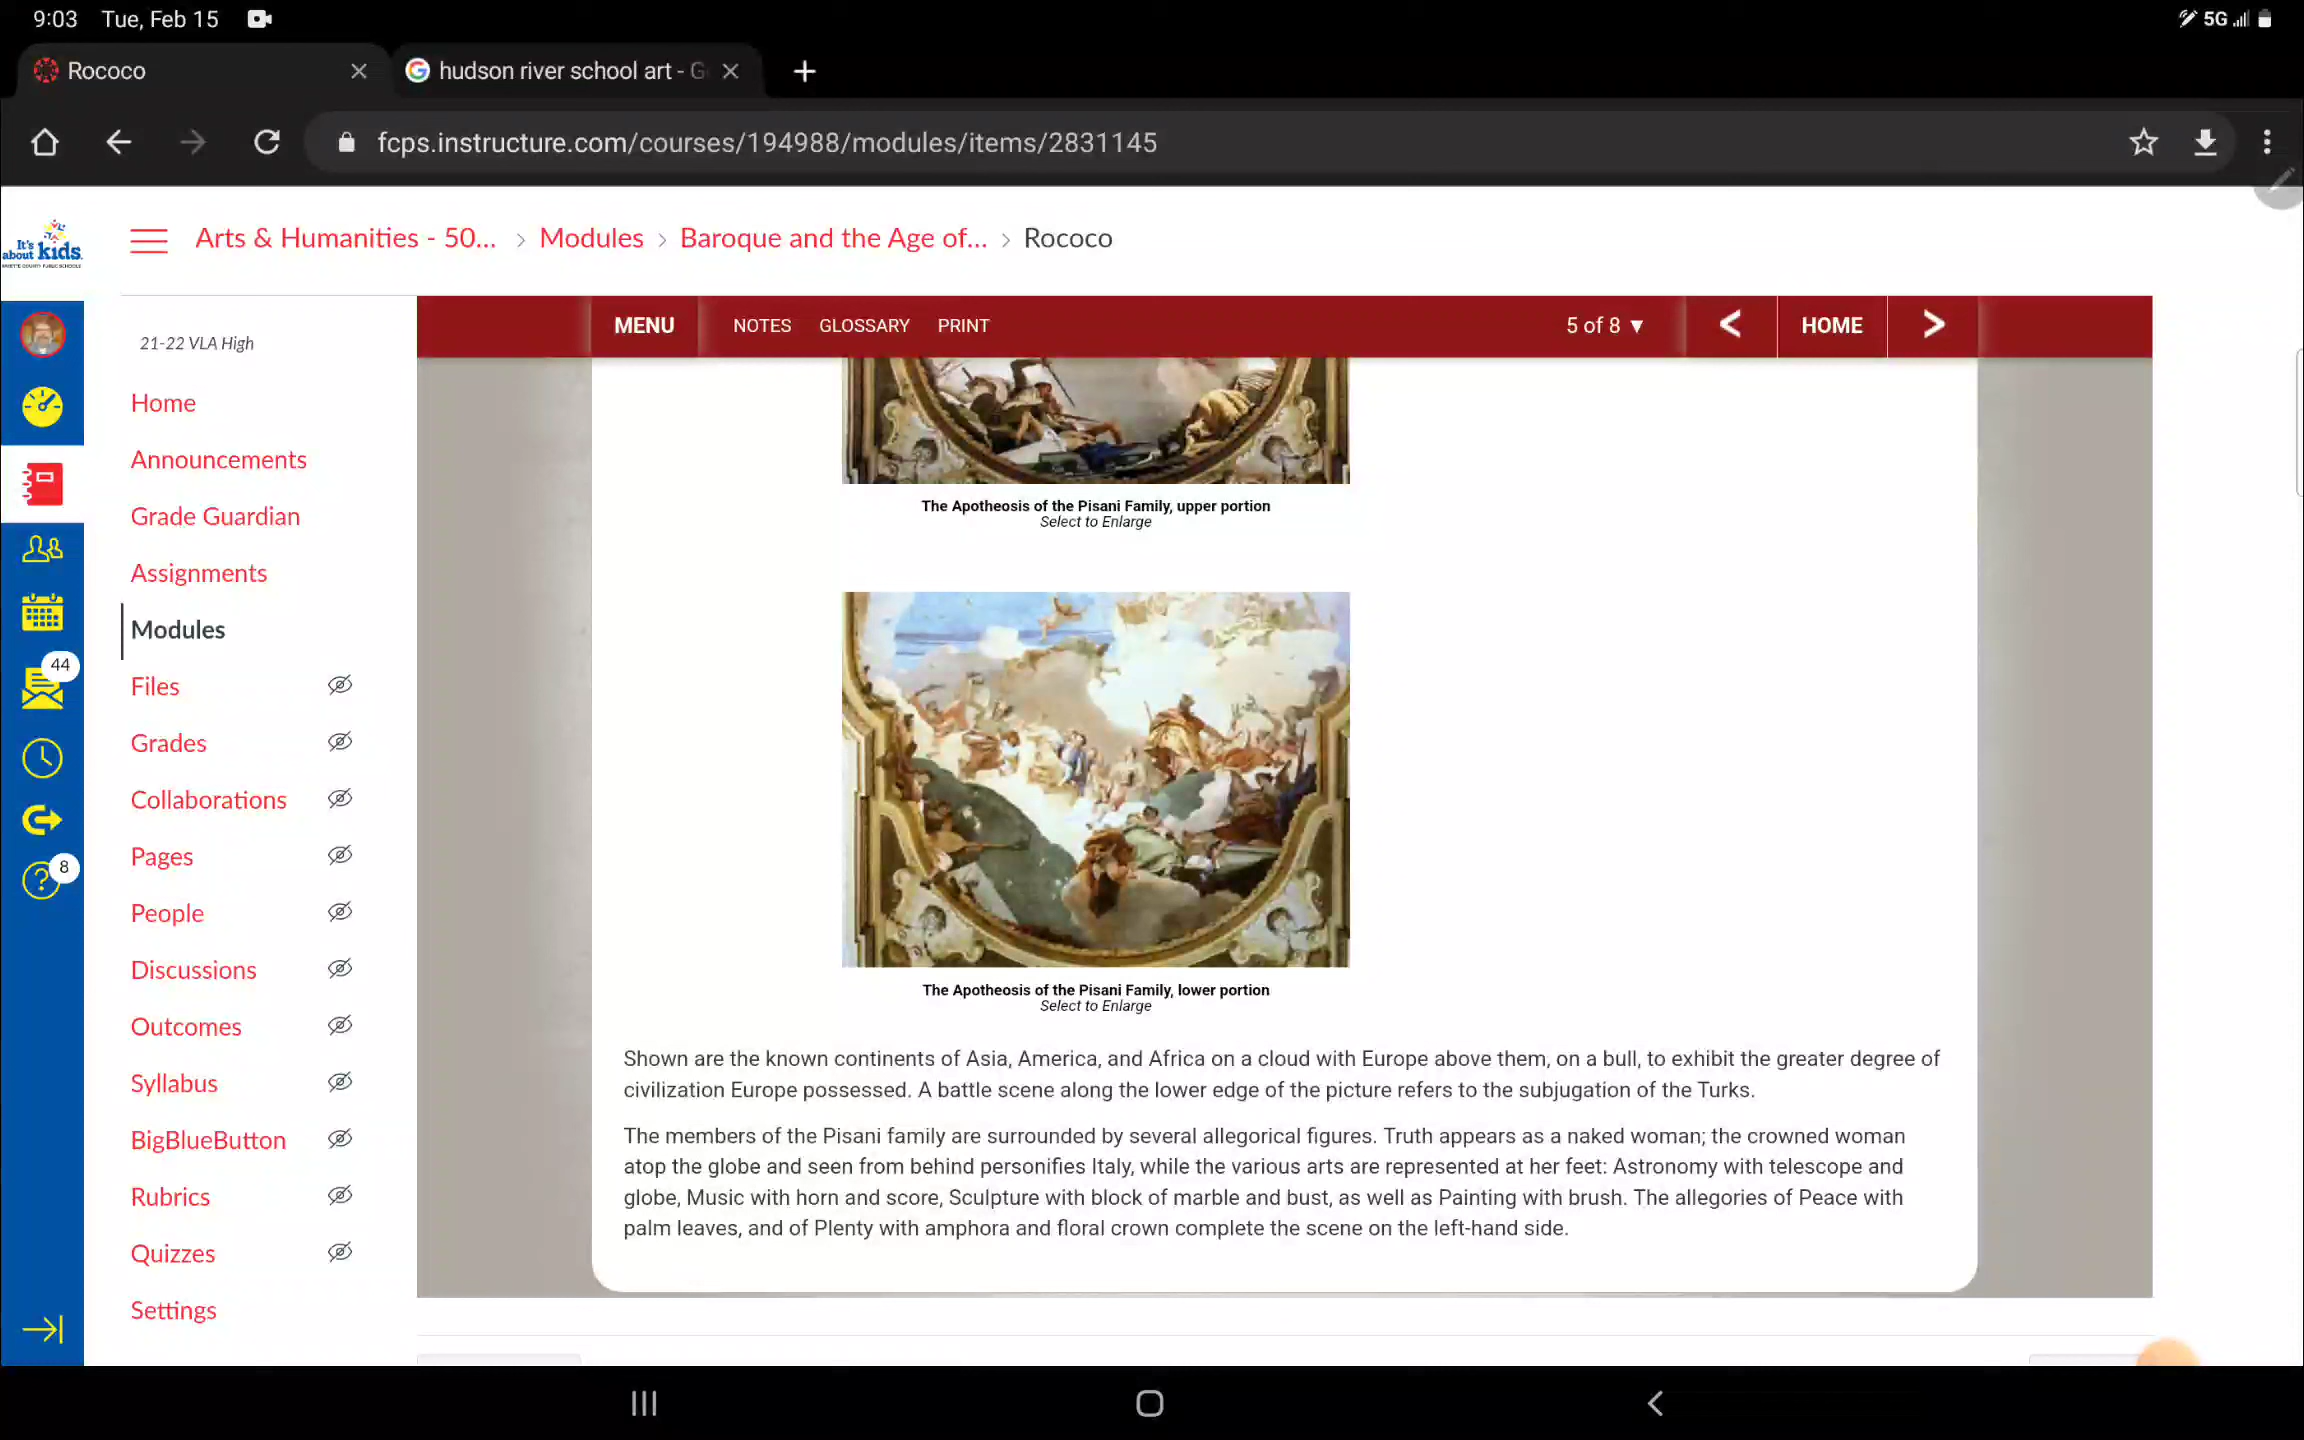 9:03 Tue, Feb 15
5G
Rococo
hudson river school art - G
fcps.instructure.com/courses/194988/modules/items/2831145
It's about kids.
Arts & Humanities - 50... > Modules > Baroque and the Age of... > Rococo
21-22 VLA High
Home
Announcements
Grade Guardian
Assignments
Modules
Files
Grades
Collaborations
Pages
People
Discussions
Outcomes
Syllabus
BigBlueButton
Rubrics
Quizzes
Settings
44
8
MENU NOTES GLOSSARY PRINT 5 of 8 ▼ < HOME >
The Apotheosis of the Pisani Family, upper portion
Select to Enlarge
The Apotheosis of the Pisani Family, lower portion
Select to Enlarge
Shown are the known continents of Asia, America, and Africa on a cloud with Europe above them, on a bull, to exhibit the greater degree of
civilization Europe possessed. A battle scene along the lower edge of the picture refers to the subjugation of the Turks.
The members of the Pisani family are surrounded by several allegorical figures. Truth appears as a naked woman; the crowned woman
atop the globe and seen from behind personifies Italy, while the various arts are represented at her feet: Astronomy with telescope and
globe, Music with horn and score, Sculpture with block of marble and bust, as well as Painting with brush. The allegories of Peace with
palm leaves, and of Plenty with amphora and floral crown complete the scene on the left-hand side.